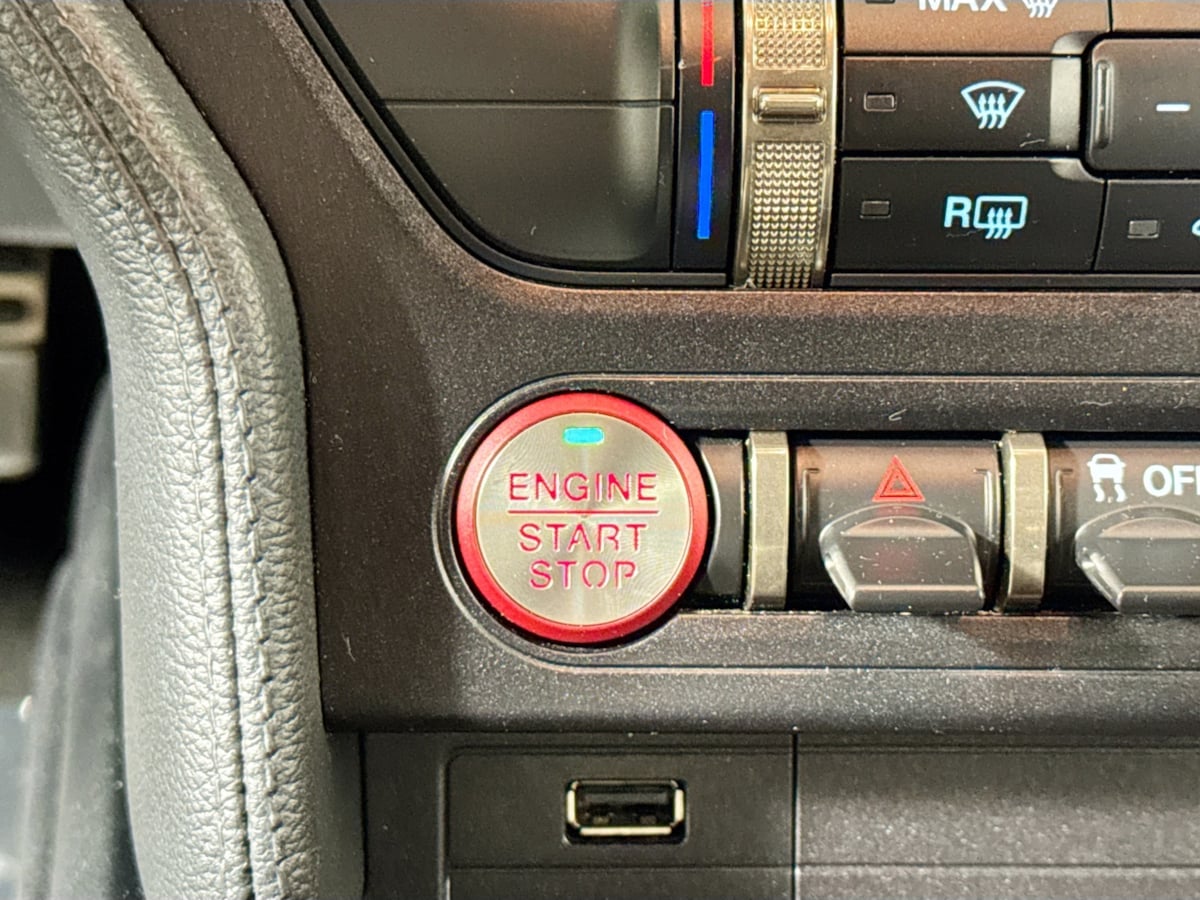 MAX
R
ENGINE
START
STOP
OFF